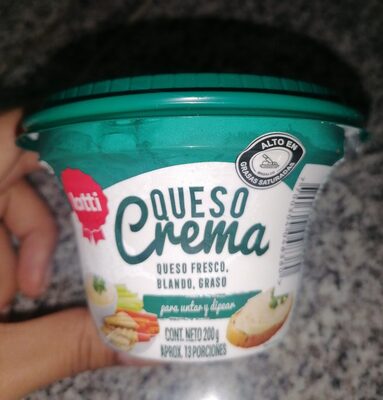 latti
QUESO
Crema
QUESO FRESCO,
BLANDO, GRASO
para untar y dipear
CONT. NETO 200g
APROX. 13 PORCIONES
ALTO EN
GRASAS SATURADAS